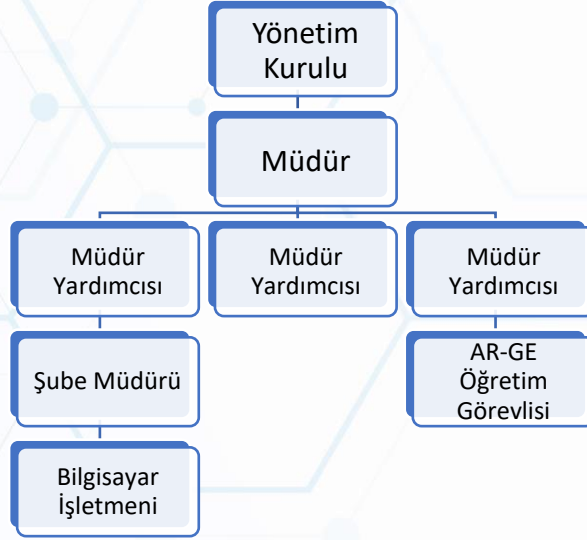 Yönetim
Kurulu
Müdür
Müdür
Yardımcısı
Müdür
Yardımcısı
Müdür
Yardımcısı
Şube Müdürü
AR-GE
Öğretim
Görevlisi
Bilgisayar
İşletmeni